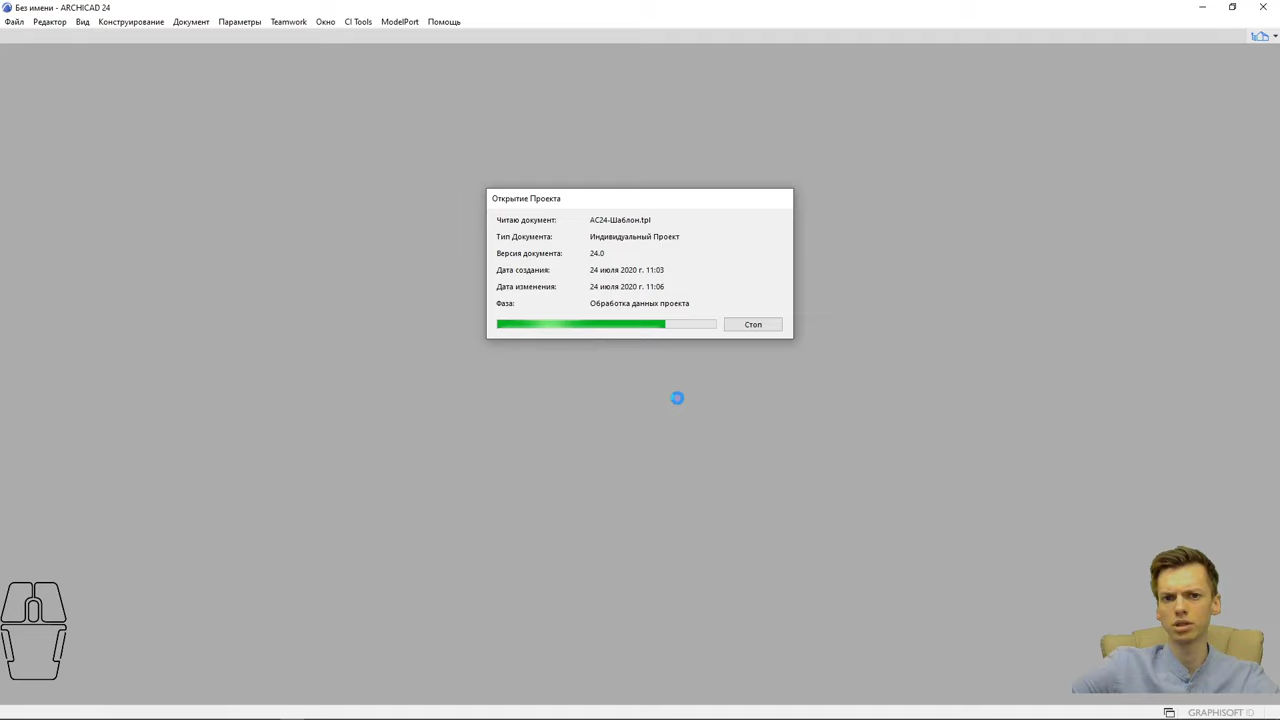 Без имени - ARCHICAD 24
Файл Редактор Вид Конструирование Документ Параметры Teamwork Окно CI Tools ModelPort Помощь
Открытие Проекта
Читаю документ: АС24-Шаблон.tpl
Тип Документа: Индивидуальный Проект
Версия документа: 24.0
Дата создания: 24 июля 2020 г. 11:03
Дата изменения: 24 июля 2020 г. 11:06
Фаза: Обработка данных проекта
Стоп
GRAPHISOFT ID